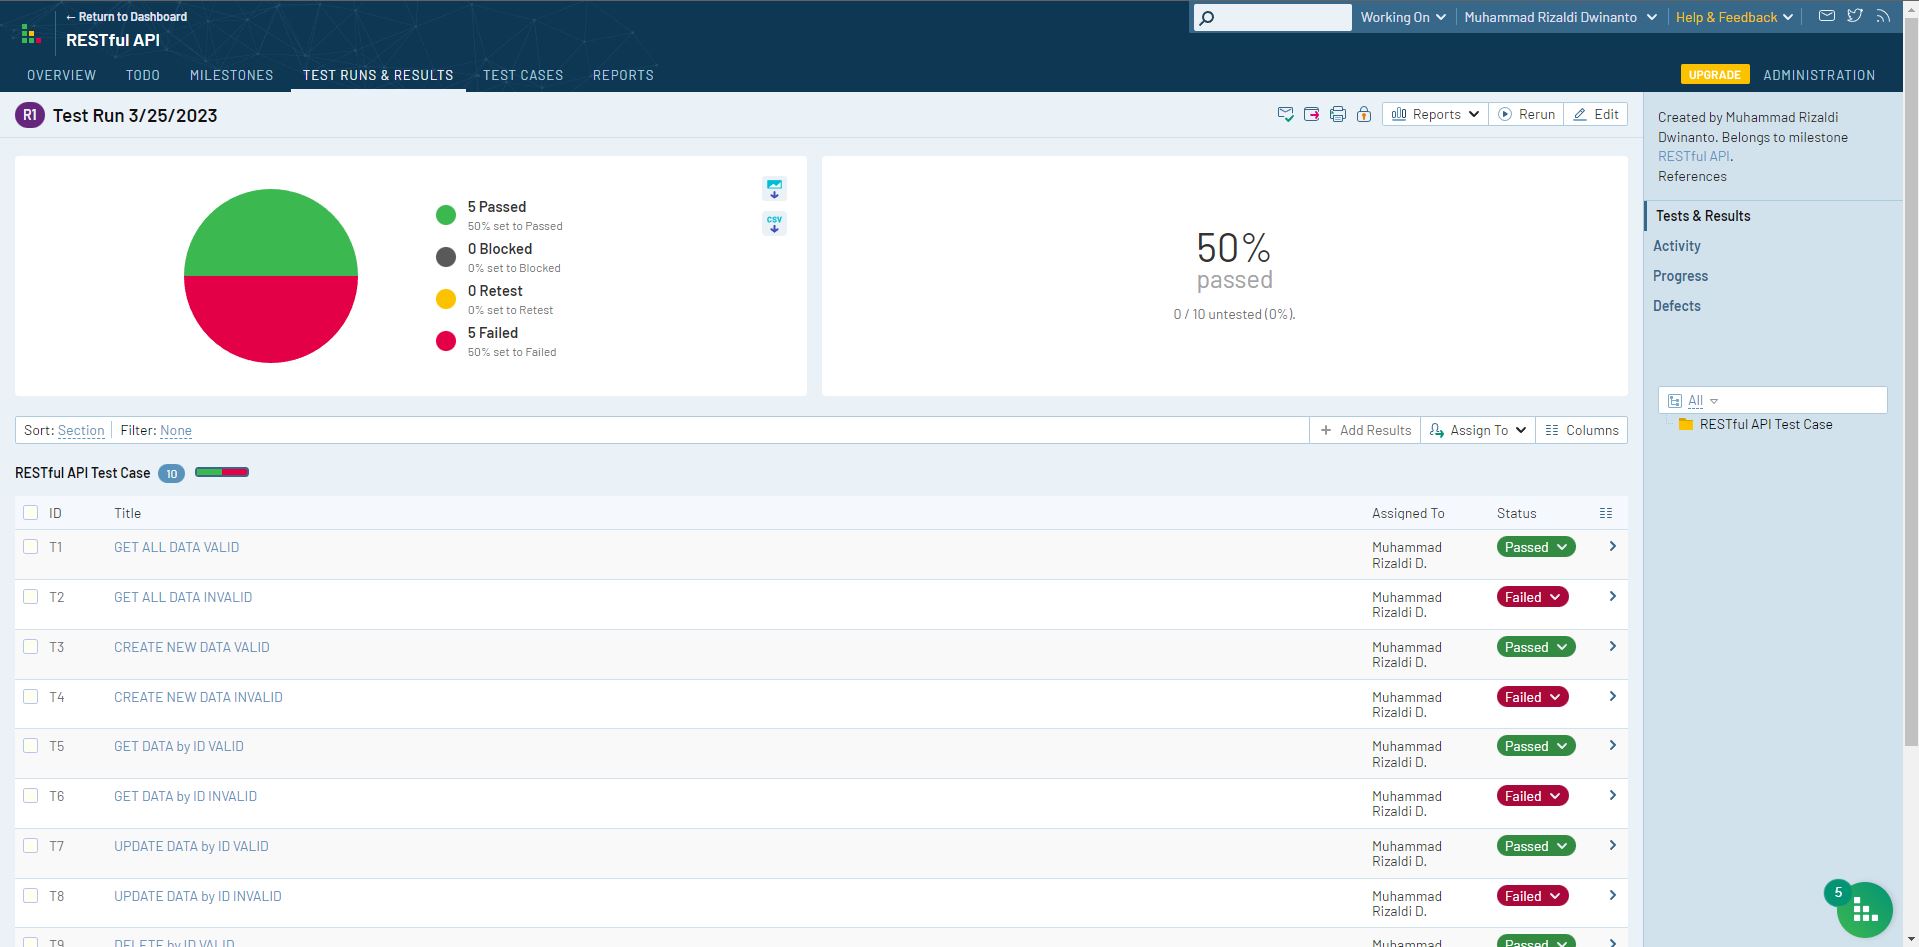 ← Return to Dashboard
RESTful API
Working On
Muhammad Rizaldi Dwinanto
Help & Feedback
OVERVIEW TODO MILESTONES TEST RUNS & RESULTS TEST CASES REPORTS
UPGRADE ADMINISTRATION
R1 Test Run 3/25/2023
Reports Rerun Edit
Created by Muhammad Rizaldi
Dwinanto. Belongs to milestone
RESTful API.
References
5 Passed
50% set to Passed
0 Blocked
0% set to Blocked
0 Retest
0% set to Retest
5 Failed
50% set to Failed
CSV
50%
passed
0 / 10 untested (0%).
Tests & Results
Activity
Progress
Defects
All
RESTful API Test Case
Sort: Section Filter: None
+ Add Results Assign To Columns
RESTful API Test Case 10
ID Title Assigned To Status
T1 GET ALL DATA VALID Muhammad Rizaldi D. Passed
T2 GET ALL DATA INVALID Muhammad Rizaldi D. Failed
T3 CREATE NEW DATA VALID Muhammad Rizaldi D. Passed
T4 CREATE NEW DATA INVALID Muhammad Rizaldi D. Failed
T5 GET DATA by ID VALID Muhammad Rizaldi D. Passed
T6 GET DATA by ID INVALID Muhammad Rizaldi D. Failed
T7 UPDATE DATA by ID VALID Muhammad Rizaldi D. Passed
T8 UPDATE DATA by ID INVALID Muhammad Rizaldi D. Failed
T9 DELETE by ID VALID Passed
5